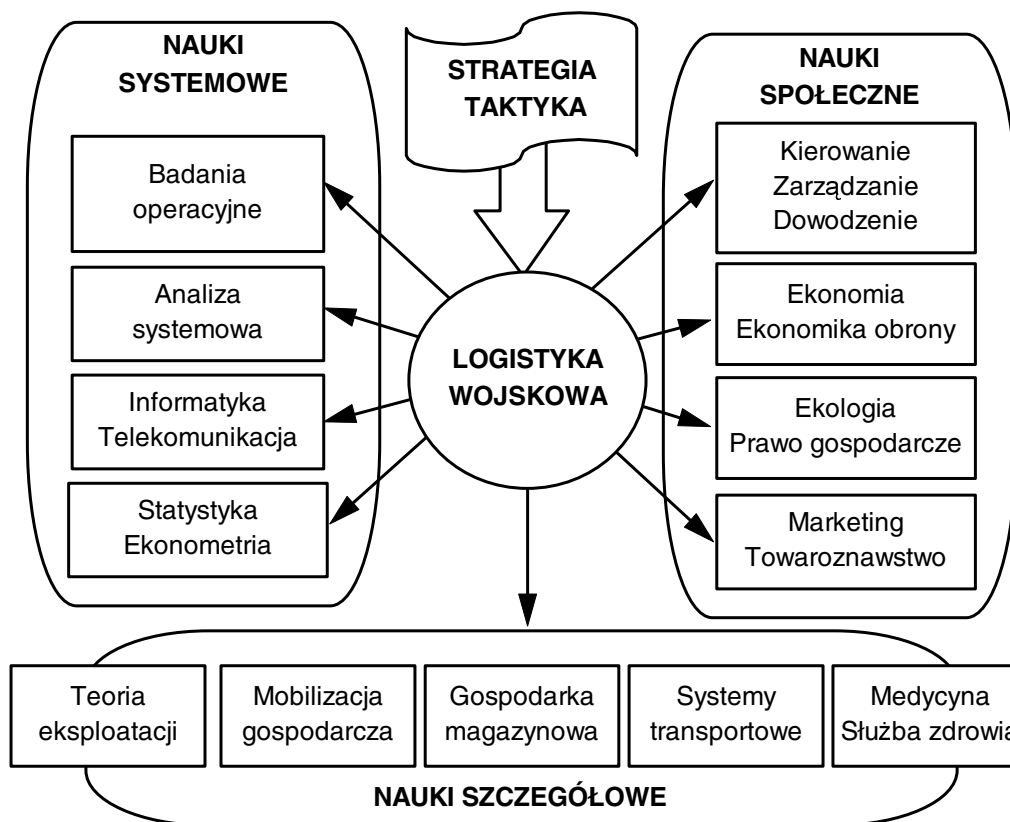 NAUKI
SYSTEMOWE
Badania
operacyjne
Analiza
systemowa
Informatyka
Telekomunikacja
Statystyka
Ekonometria
STRATEGIA
TAKTYKA
LOGISTYKA
WOJSKOWA
NAUKI
SPOŁECZNE
Kierowanie
Zarządzanie
Dowodzenie
Ekonomia
Ekonomika obrony
Ekologia
Prawo gospodarcze
Marketing
Towaroznawstwo
Teoria
eksploatacji
Mobilizacja
gospodarcza
Gospodarka
magazynowa
Systemy
transportowe
Medycyna
Służba zdrowia
NAUKI SZCZEGÓŁOWE